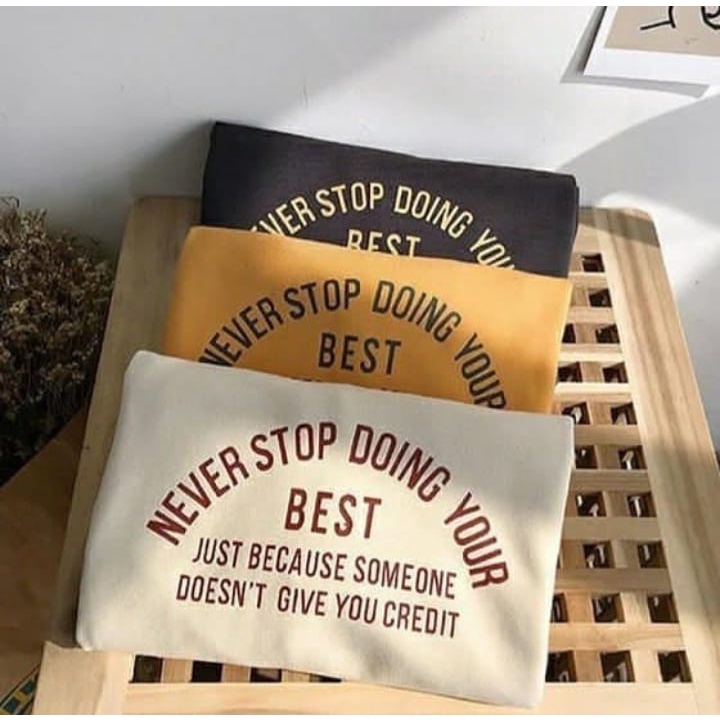 VER STOP DOING YOU
BEST
NEVER STOP DOING YOUR
BEST
NEVER STOP DOING YOUR
BEST
JUST BECAUSE SOMEONE
DOESN'T GIVE YOU CREDIT